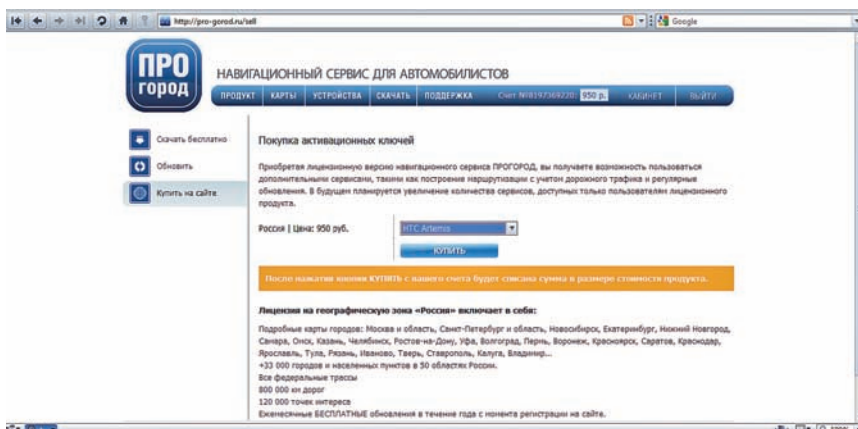 http://pro-gorod.ru/sell
Google
ПРО
город
НАВИГАЦИОННЫЙ СЕРВИС ДЛЯ АВТОМОБИЛИСТОВ
ПРОДУКТ КАРТЫ УСТРОЙСТВА СКАЧАТЬ ПОДДЕРЖКА Счет №8197369220: 950 р. КАБИНЕТ ВЫЙТИ
Скачать бесплатно
Обновить
Купить на сайте
Покупка активационных ключей
Приобретая лицензионную версию навигационного сервиса ПРОГОРОД, вы получаете возможность пользоваться
дополнительными сервисами, такими как построение маршрутизации с учетом дорожного трафика и регулярные
обновления. В будущем планируется увеличение количества сервисов, доступных только пользователям лицензионного
продукта.
Россия | Цена: 950 руб.
HTC Artemis
КУПИТЬ
После нажатия кнопки КУПИТЬ с вашего счета будет списана сумма в размере стоимости продукта.
Лицензия на географическую зона «Россия» включает в себя:
Подробные карты городов: Москва и область, Санкт-Петербург и область, Новосибирск, Екатеринбург, Нижний Новгород,
Самара, Омск, Казань, Челябинск, Ростов-на-Дону, Уфа, Волгоград, Пермь, Воронеж, Красноярск, Саратов, Краснодар,
Ярославль, Тула, Рязань, Иваново, Тверь, Ставрополь, Калуга, Владимир...
+33 000 городов и населенных пунктов в 50 областях России.
Все федеральные трассы
800 000 км дорог
120 000 точек интереса
Ежемесячные БЕСПЛАТНЫЕ обновления в течение года с момента регистрации на сайте.